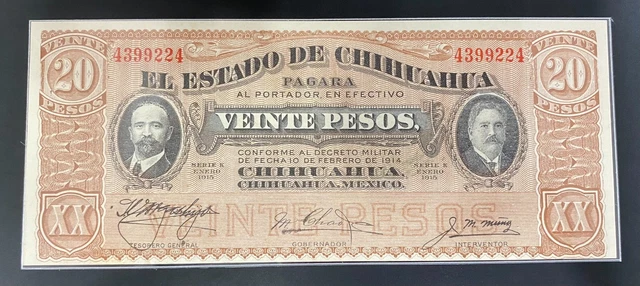 VEINTE
20
PESOS
4399224
4399224
VEINTE
20
PESOS
EL ESTADO DE CHIHUAHUA
PAGARA
AL PORTADOR EN EFECTIVO
VEINTE PESOS,
CONFORME AL DECRETO MILITAR
DE FECHA 10 DE FEBRERO DE 1914.
CHIHUAHUA,
CHIHUAHUA, MEXICO.
SERIE K
ENERO
1915
SERIE K
ENERO
1915
XX
VEINTE PESOS
XX
TESORERO GENERAL
GOBERNADOR
INTERVENTOR